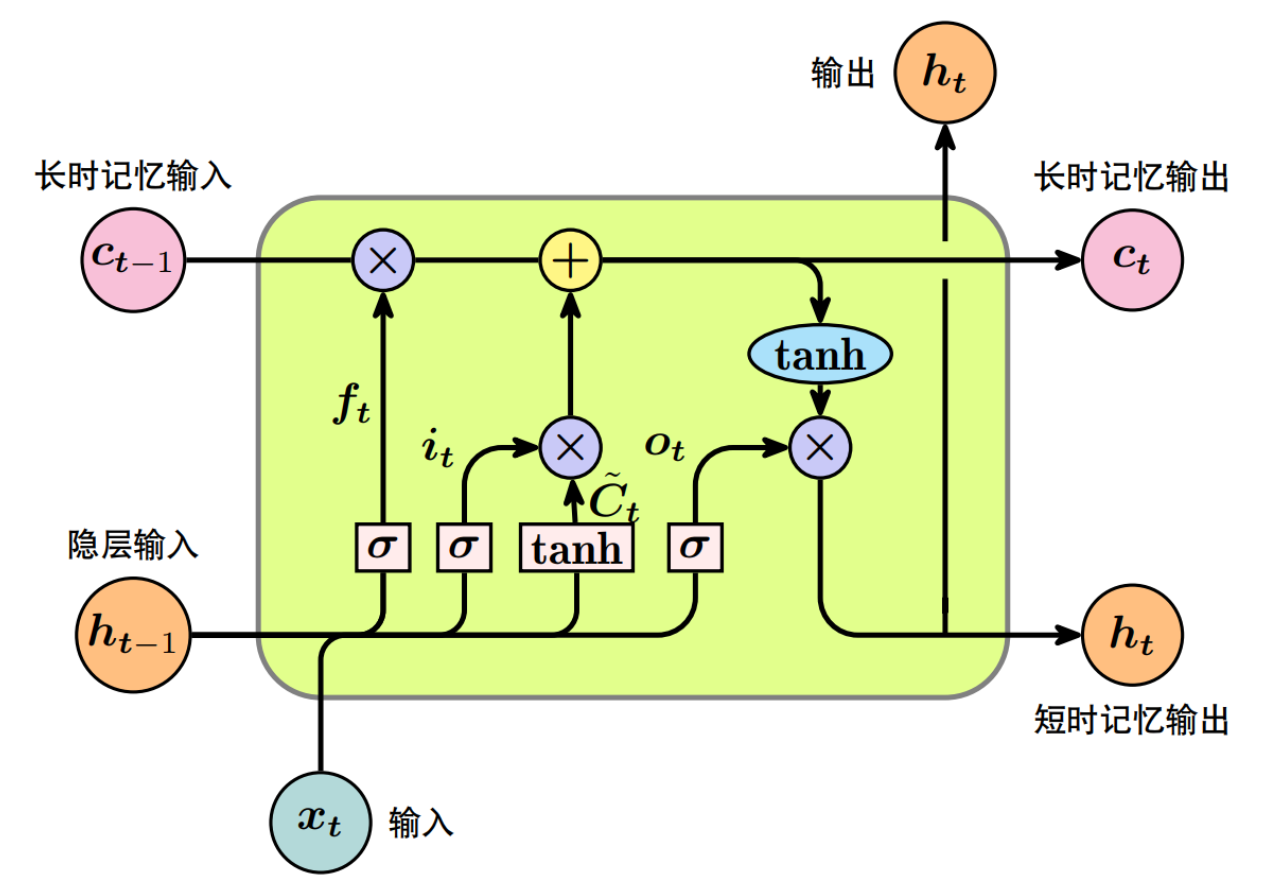 输出
h_t
长时记忆输入
长时记忆输出
c_{t-1}
×
+
c_t
tanh
f_t
i_t
×
o_t
×
C̃_t
隐层输入
σ
σ
tanh
σ
h_{t-1}
h_t
短时记忆输出
x_t
输入